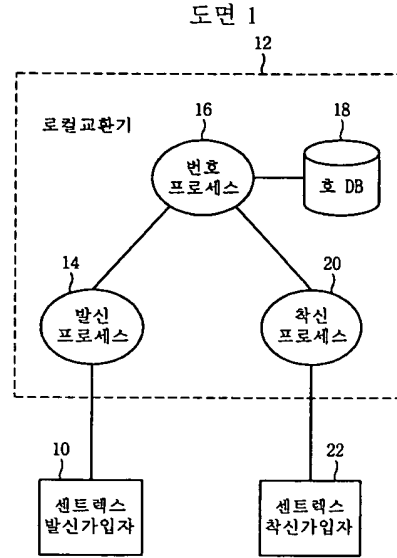 도면 1
12
로컬교환기
16
번호
프로세스
18
호 DB
14
발신
프로세스
20
착신
프로세스
10
센트렉스
발신가입자
22
센트렉스
착신가입자